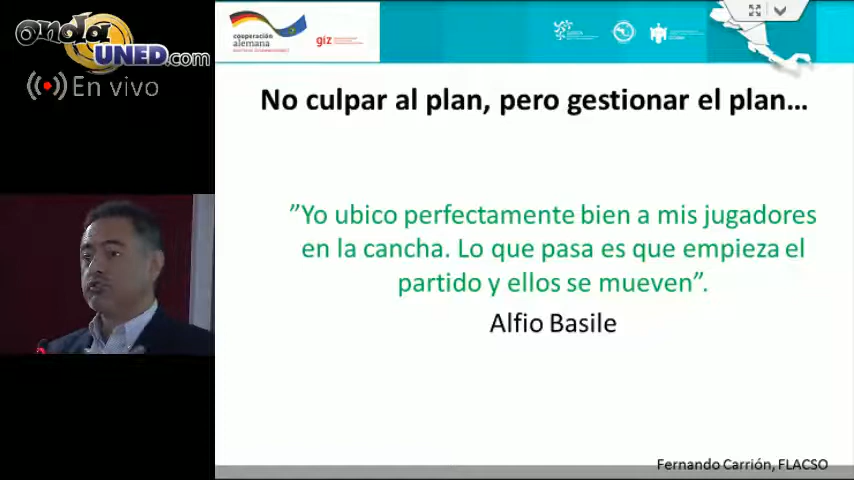 onda
UNED.com
En vivo
cooperación
alemana
giz
No culpar al plan, pero gestionar el plan…
”Yo ubico perfectamente bien a mis jugadores
en la cancha. Lo que pasa es que empieza el
partido y ellos se mueven”.
Alfio Basile
Fernando Carrión, FLACSO